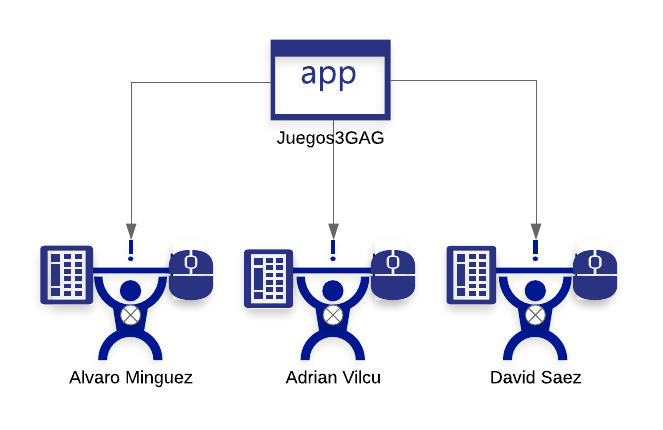 app
Juegos3GAG
Alvaro Minguez
Adrian Vilcu
David Saez